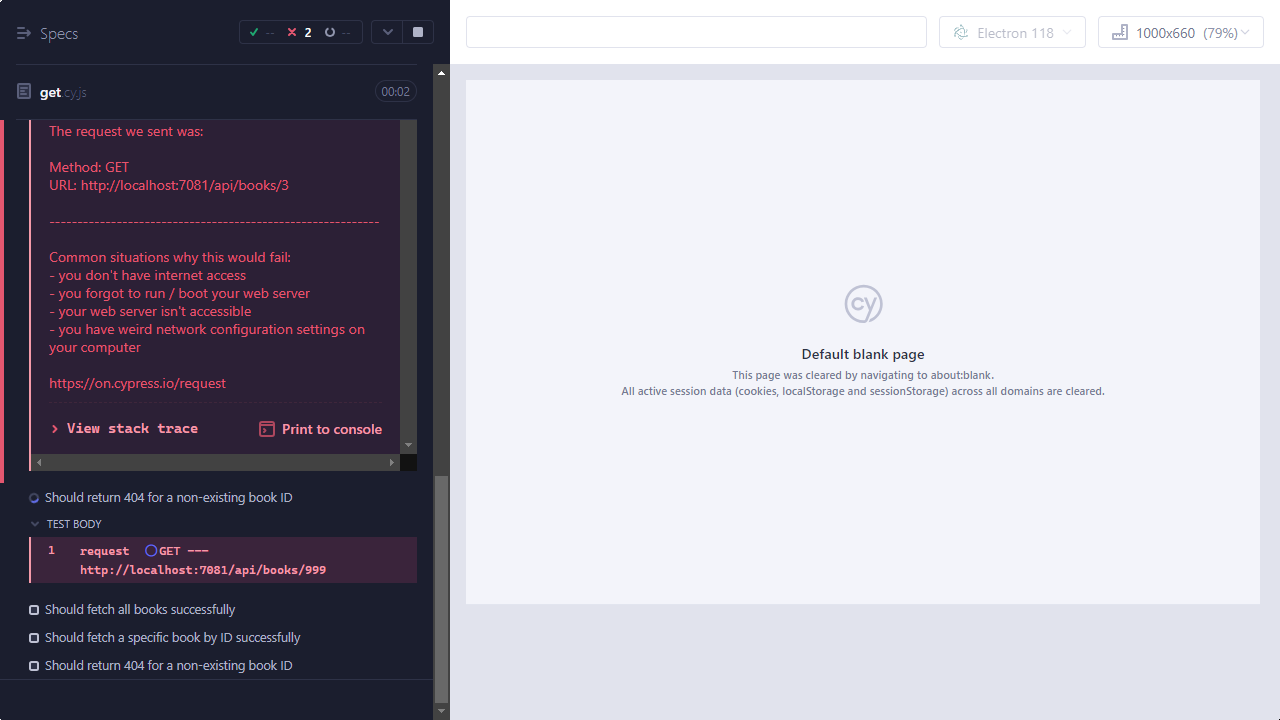 Specs
-- 2 --
Electron 118
1000x660 (79%)
get.cy.js
00:02
The request we sent was:
Method: GET
URL: http://localhost:7081/api/books/3
------------------------------------------------------------
Common situations why this would fail:
- you don't have internet access
- you forgot to run / boot your web server
- your web server isn't accessible
- you have weird network configuration settings on
your computer
https://on.cypress.io/request
View stack trace
Print to console
Should return 404 for a non-existing book ID
TEST BODY
1 request GET ---
http://localhost:7081/api/books/999
Should fetch all books successfully
Should fetch a specific book by ID successfully
Should return 404 for a non-existing book ID
cy
Default blank page
This page was cleared by navigating to about:blank.
All active session data (cookies, localStorage and sessionStorage) across all domains are cleared.